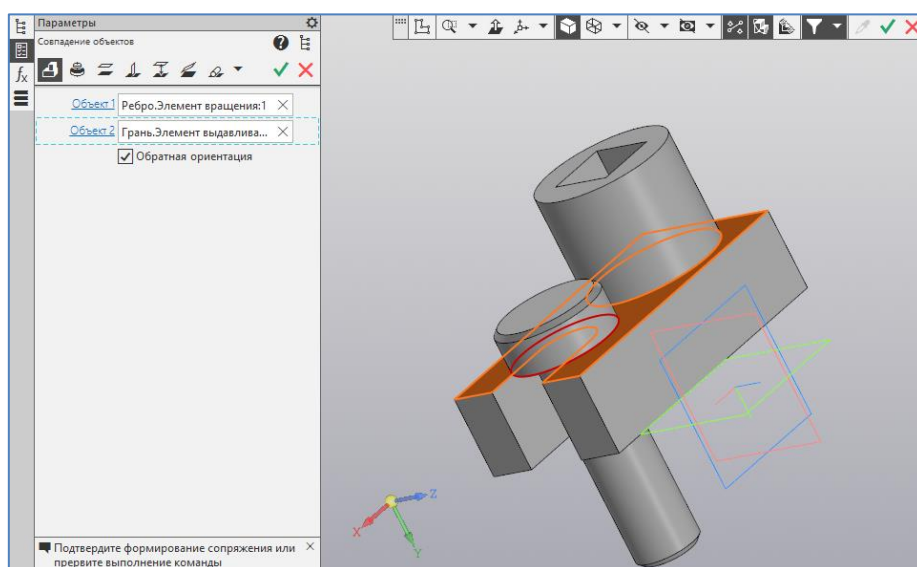 Параметры
Совпадение объектов
Объект 1 Ребро.Элемент вращения:1
Объект 2 Грань.Элемент выдавлива...
Обратная ориентация
Подтвердите формирование сопряжения или
прервите выполнение команды
fx
Z
X
Y